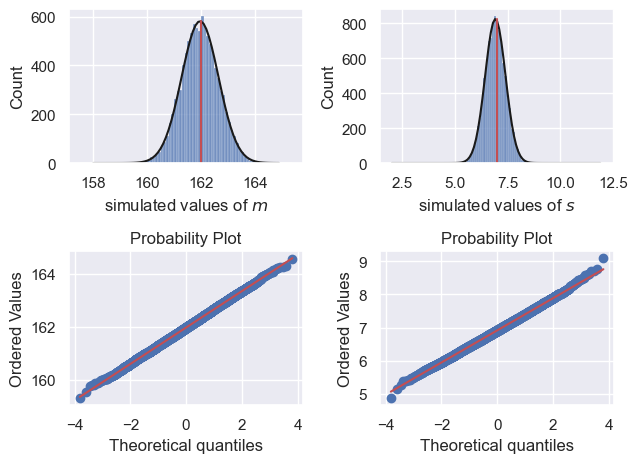 600
400
200
0
Count
158 160 162 164
simulated values of m
800
600
400
200
0
Count
2.5 5.0 7.5 10.0 12.5
simulated values of s
Probability Plot
164
162
160
Ordered Values
−4 −2 0 2 4
Theoretical quantiles
Probability Plot
9
8
7
6
5
Ordered Values
−4 −2 0 2 4
Theoretical quantiles